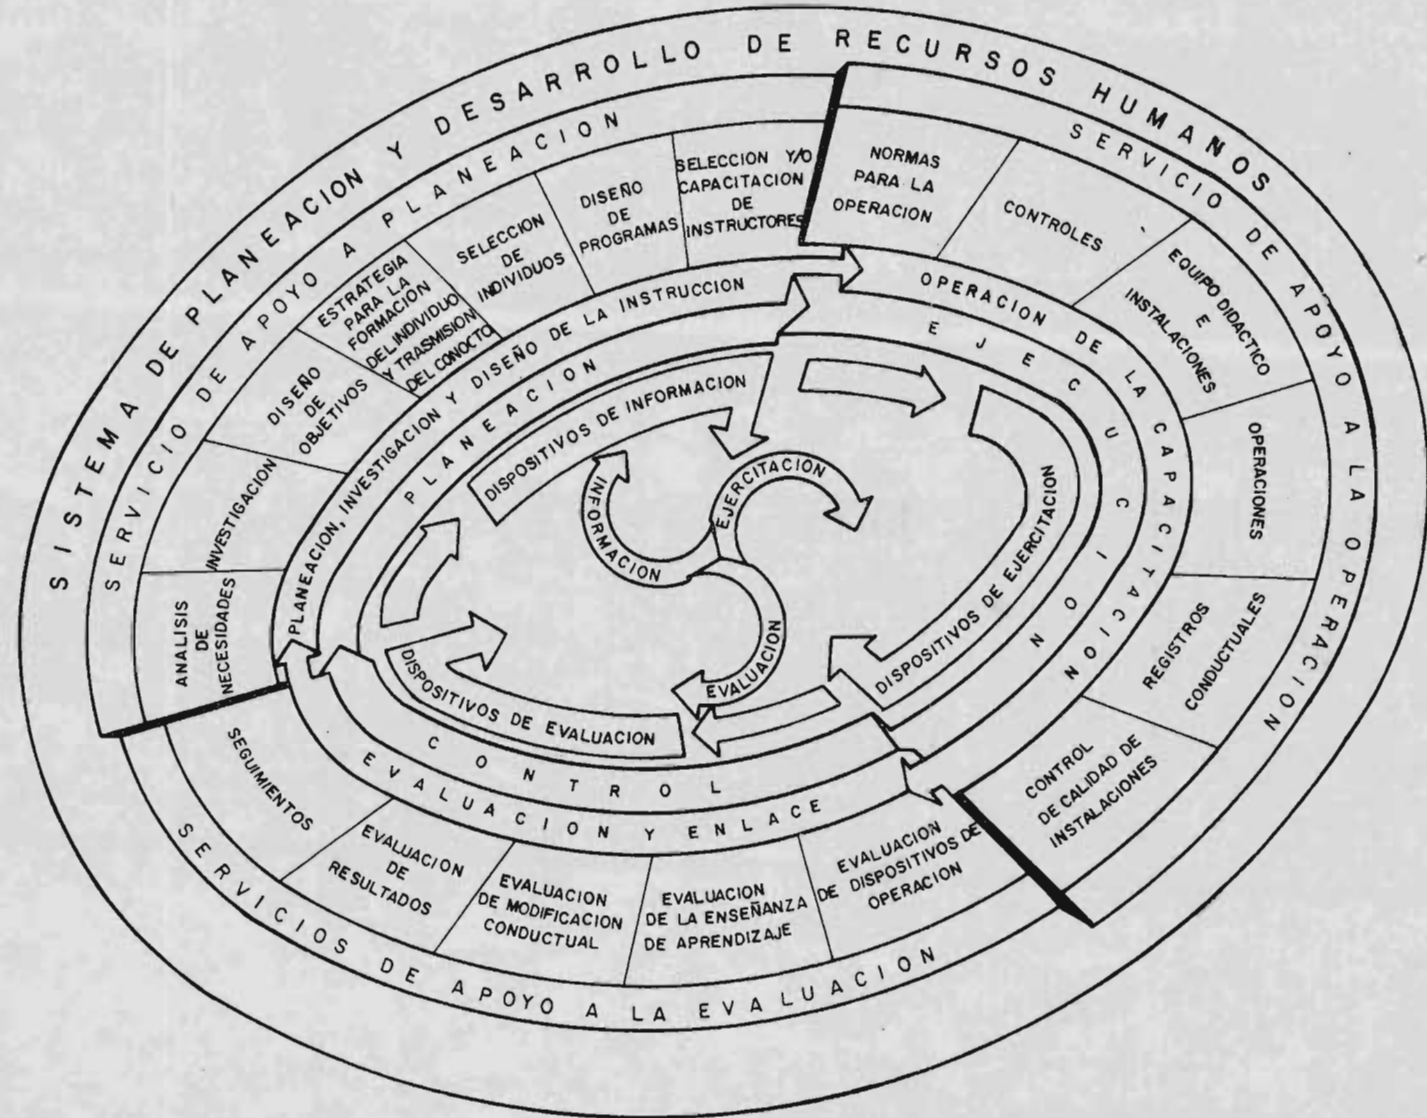 SISTEMA DE PLANEACION Y DESARROLLO DE RECURSOS HUMANOS
SERVICIO DE APOYO A PLANEACION
ANALISIS
DE
NECESIDADES
INVESTIGACION
DISEÑO
DE
OBJETIVOS
ESTRATEGIA
PARA LA
FORMACION
DEL INDIVIDUO
Y TRASMISION
DEL CONOCTO
SELECCION
DE
INDIVIDUOS
DISEÑO
DE
PROGRAMAS
SELECCION Y/O
CAPACITACION
DE
INSTRUCTORES
SERVICIO DE APOYO A LA OPERACION
NORMAS
PARA LA
OPERACION
CONTROLES
EQUIPO DIDACTICO
E
INSTALACIONES
OPERACIONES
REGISTROS
CONDUCTUALES
CONTROL
DE CALIDAD DE
INSTALACIONES
SERVICIOS DE APOYO A LA EVALUACION
SEGUIMIENTOS
EVALUACION
DE
RESULTADOS
EVALUACION
DE MODIFICACION
CONDUCTUAL
EVALUACION
DE LA ENSEÑANZA
DE APRENDIZAJE
EVALUACION
DE DISPOSITIVOS DE
OPERACION
PLANEACION, INVESTIGACION Y DISEÑO DE LA INSTRUCCION
OPERACION DE LA CAPACITACION
EVALUACION Y ENLACE
PLANEACION
EJECUCION
CONTROL
DISPOSITIVOS DE INFORMACION
DISPOSITIVOS DE EJERCITACION
DISPOSITIVOS DE EVALUACION
INFORMACION
EJERCITACION
EVALUACION